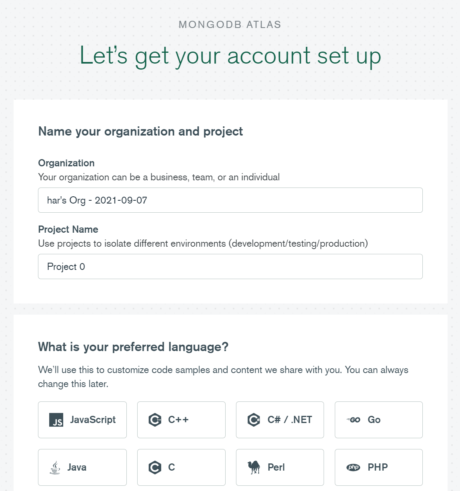 MONGODB ATLAS
Let's get your account set up
Name your organization and project
Organization
Your organization can be a business, team, or an individual
har's Org - 2021-09-07
Project Name
Use projects to isolate different environments (development/testing/production)
Project 0
What is your preferred language?
We'll use this to customize code samples and content we share with you. You can always
change this later.
JS JavaScript
C++
C# / .NET
GO Go
Java
C
Perl
php PHP